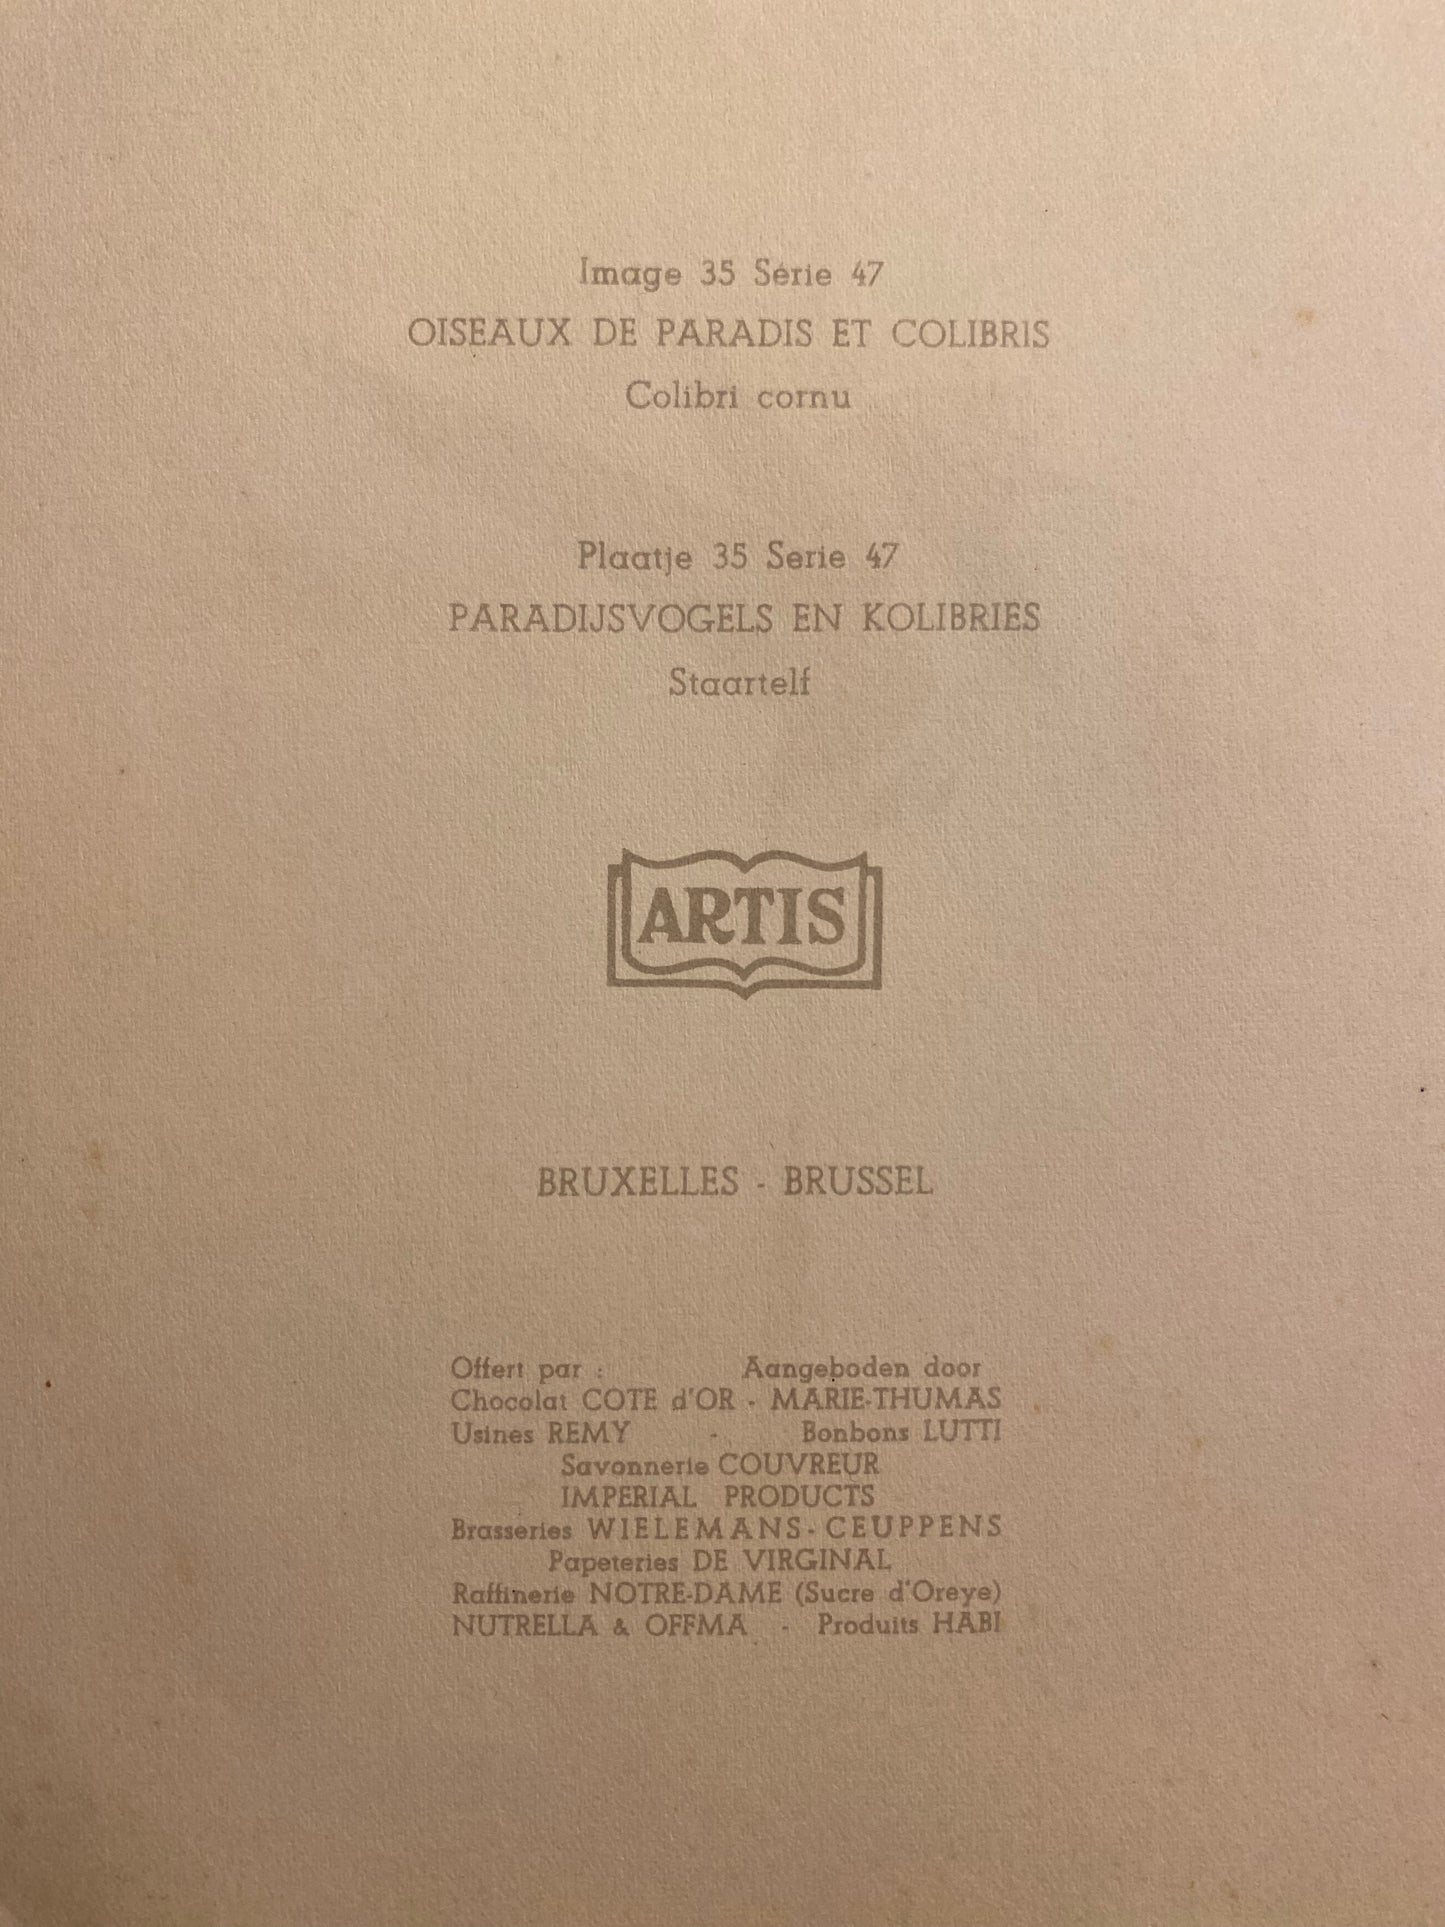 Image 35 Série 47
OISEAUX DE PARADIS ET COLIBRIS
Colibri cornu
Plaatje 35 Serie 47
PARADIJSVOGELS EN KOLIBRIES
Staartelf
ARTIS
BRUXELLES - BRUSSEL
Offert par : Aangeboden door
Chocolat COTE d'OR - MARIE-THUMAS
Usines REMY - Bonbons LUTTI
Savonnerie COUVREUR
IMPERIAL PRODUCTS
Brasseries WIELEMANS-CEUPPENS
Papeteries DE VIRGINAL
Raffinerie NOTRE-DAME (Sucre d'Oreye)
NUTRELLA & OFFMA - Produits HABI